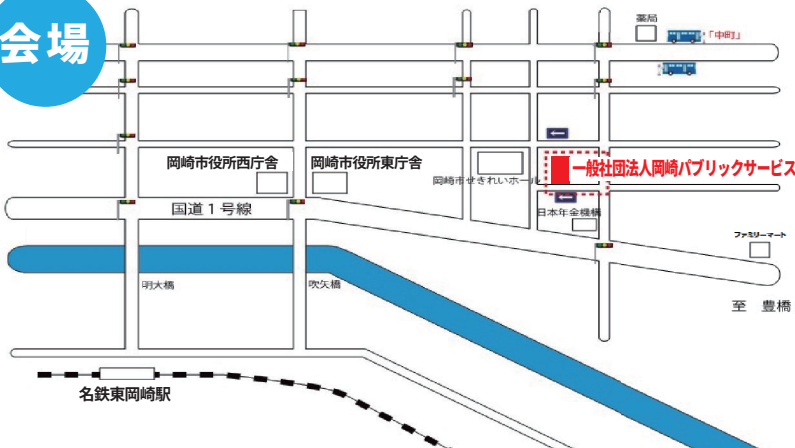 会場
薬局
「中町」
岡崎市役所西庁舎
岡崎市役所東庁舎
岡崎市せきれいホール
一般社団法人岡崎パブリックサービス
国道1号線
日本年金機構
ファミリーマート
明大橋
吹矢橋
至 豊橋
名鉄東岡崎駅